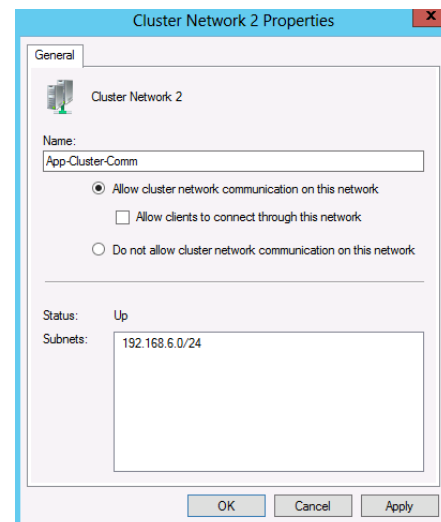 Cluster Network 2 Properties
x
General
Cluster Network 2
Name:
App-Cluster-Comm
Allow cluster network communication on this network
Allow clients to connect through this network
Do not allow cluster network communication on this network
Status: Up
Subnets: 192.168.6.0/24
OK Cancel Apply